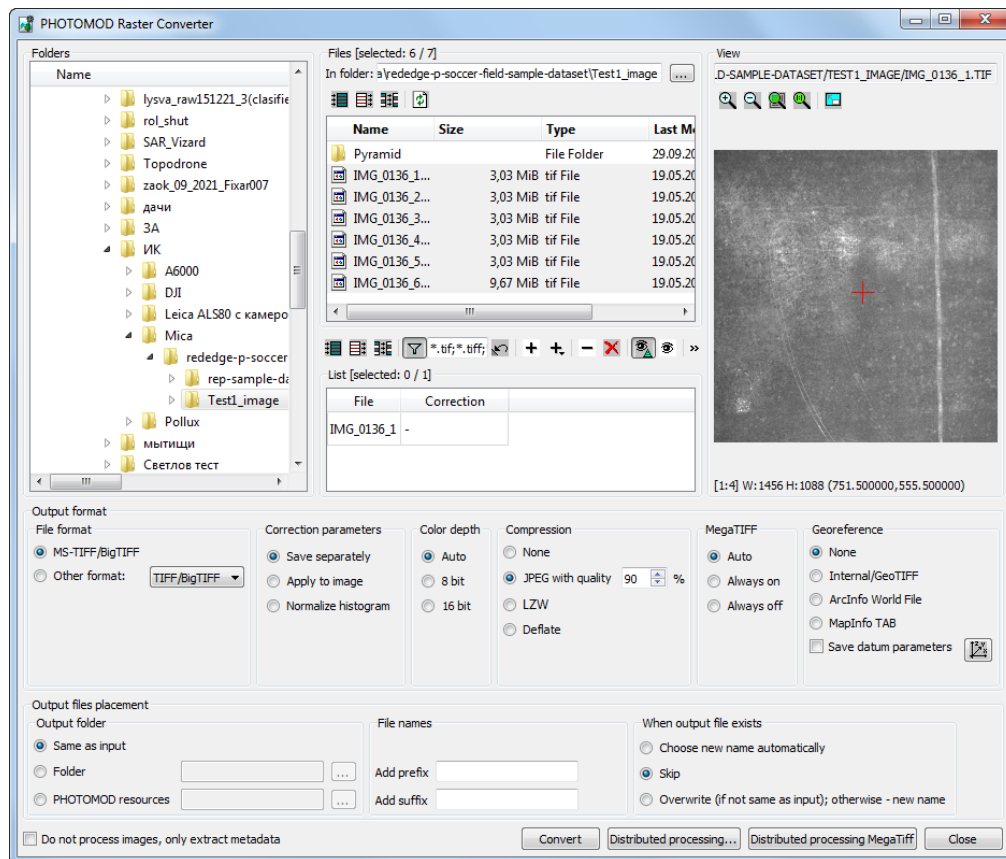 PHOTOMOD Raster Converter
Folders
Name
lysva_raw151221_3(clasifie
rol_shut
SAR_Vizard
Topodrone
zaok_09_2021_Fixar007
дачи
ЗА
ИК
A6000
DJI
Leica ALS80 с камеро
Mica
rededge-p-soccer
rep-sample-da
Test1_image
Pollux
мытищи
Светлов тест
Files [selected: 6 / 7]
In folder: a\rededge-p-soccer-field-sample-dataset\Test1_image ...
Name Size Type Last Mo
Pyramid File Folder 29.09.20
IMG_0136_1... 3,03 MiB tif File 19.05.20
IMG_0136_2... 3,03 MiB tif File 19.05.20
IMG_0136_3... 3,03 MiB tif File 19.05.20
IMG_0136_4... 3,03 MiB tif File 19.05.20
IMG_0136_5... 3,03 MiB tif File 19.05.20
IMG_0136_6... 9,67 MiB tif File 19.05.20
*.tif;*.tiff; »
List [selected: 0 / 1]
File Correction
IMG_0136_1 -
View
.D-SAMPLE-DATASET/TEST1_IMAGE/IMG_0136_1.TIF
[1:4] W:1456 H:1088 (751.500000,555.500000)
Output format
File format
MS-TIFF/BigTIFF
Other format: TIFF/BigTIFF
Correction parameters
Save separately
Apply to image
Normalize histogram
Color depth
Auto
8 bit
16 bit
Compression
None
JPEG with quality 90 %
LZW
Deflate
MegaTIFF
Auto
Always on
Always off
Georeference
None
Internal/GeoTIFF
ArcInfo World File
MapInfo TAB
Save datum parameters
Output files placement
Output folder
Same as input
Folder ...
PHOTOMOD resources ...
File names
Add prefix
Add suffix
When output file exists
Choose new name automatically
Skip
Overwrite (if not same as input); otherwise - new name
Do not process images, only extract metadata
Convert
Distributed processing...
Distributed processing MegaTiff
Close